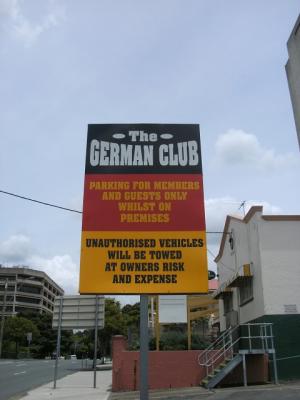 The
GERMAN CLUB
PARKING FOR MEMBERS
AND GUESTS ONLY
WHILST ON
PREMISES
UNAUTHORISED VEHICLES
WILL BE TOWED
AT OWNERS RISK
AND EXPENSE